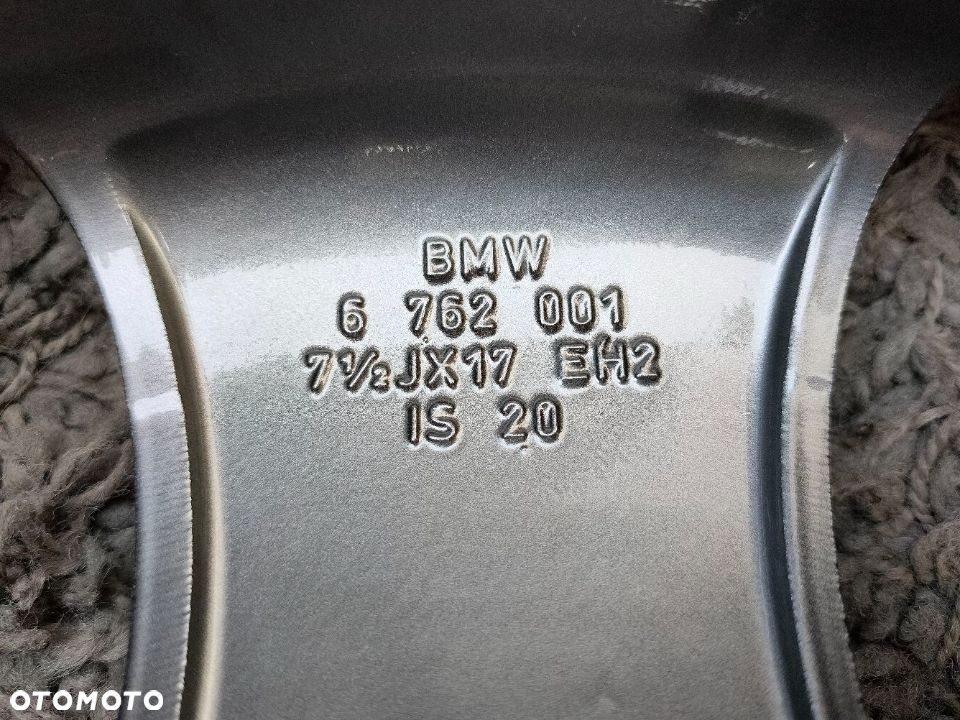 BMW
6 762 001
7½JX17 EH2
IS 20
OTOMOTO